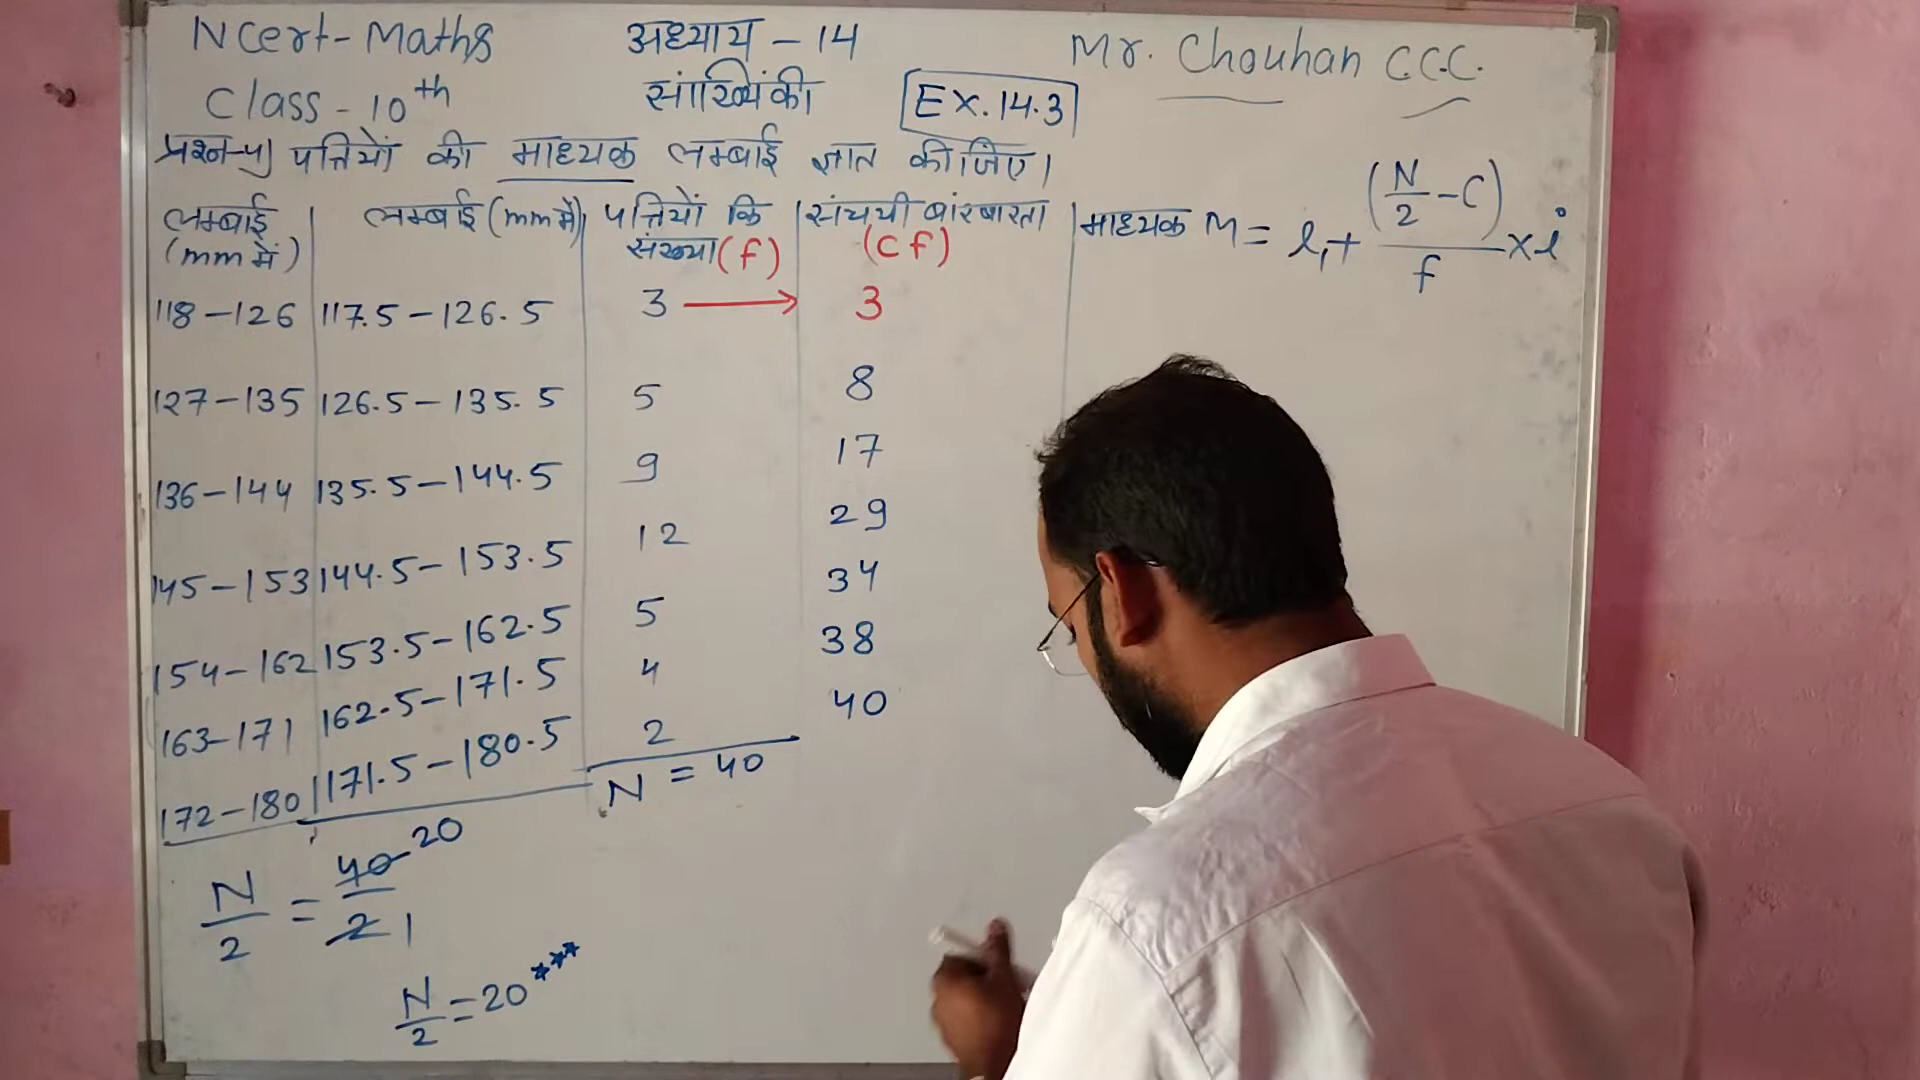 NCert-Maths
अध्याय - 14
Mr. Chouhan C.C.C.
Class - 10th
सांख्यिंकी
EX.14.3
प्रश्न-4) पत्तियों की माध्यक लम्बाई ज्ञात कीजिए।
लम्बाई (mm में) | लम्बाई (mm में) | पत्तियों कि संख्या (f) | संचयी बांरबारता (cf) | माध्यक M = l₁ + (N/2 - C)/f × i
118-126 | 117.5-126.5 | 3 → 3
127-135 | 126.5-135.5 | 5 | 8
136-144 | 135.5-144.5 | 9 | 17
145-153 | 144.5-153.5 | 12 | 29
154-162 | 153.5-162.5 | 5 | 34
163-171 | 162.5-171.5 | 4 | 38
172-180 | 171.5-180.5 | 2 | 40
N = 40
N/2 = 40/2 20 1
N/2 = 20***